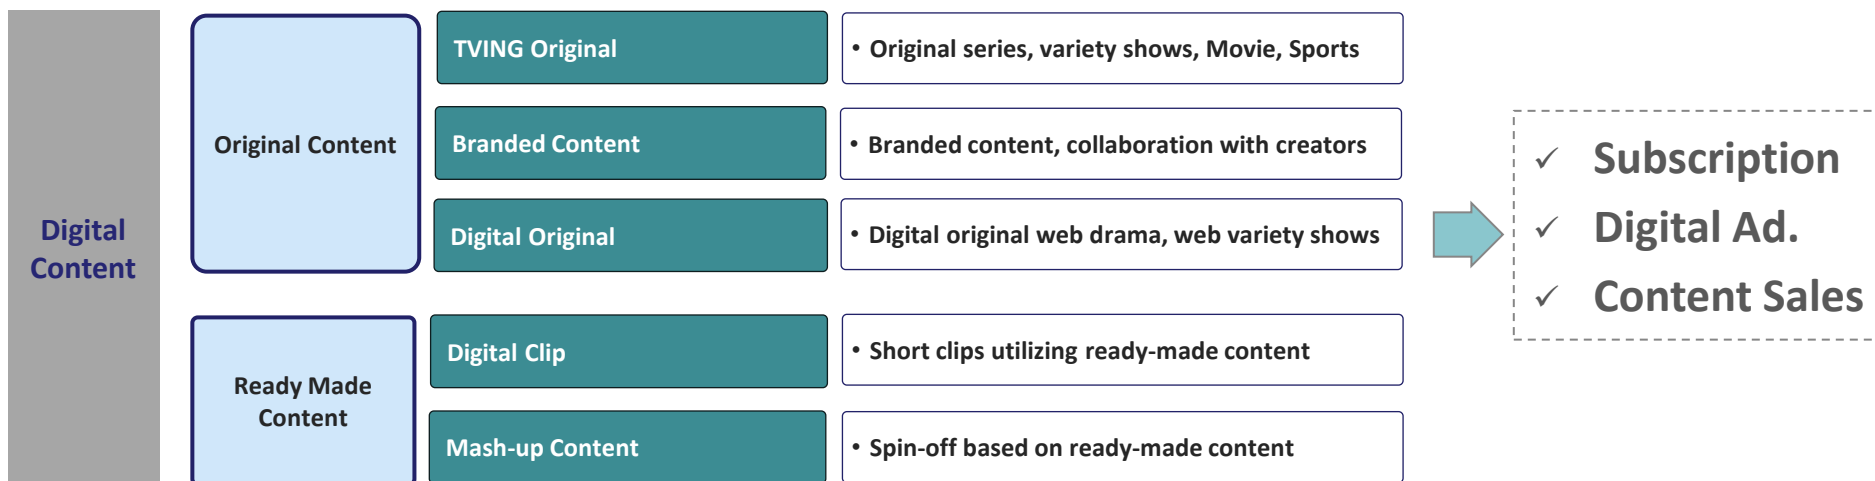 Digital
Content
Original Content
TVING Original
• Original series, variety shows, Movie, Sports
Branded Content
• Branded content, collaboration with creators
Digital Original
• Digital original web drama, web variety shows
Ready Made
Content
Digital Clip
• Short clips utilizing ready-made content
Mash-up Content
• Spin-off based on ready-made content
✓ Subscription
✓ Digital Ad.
✓ Content Sales